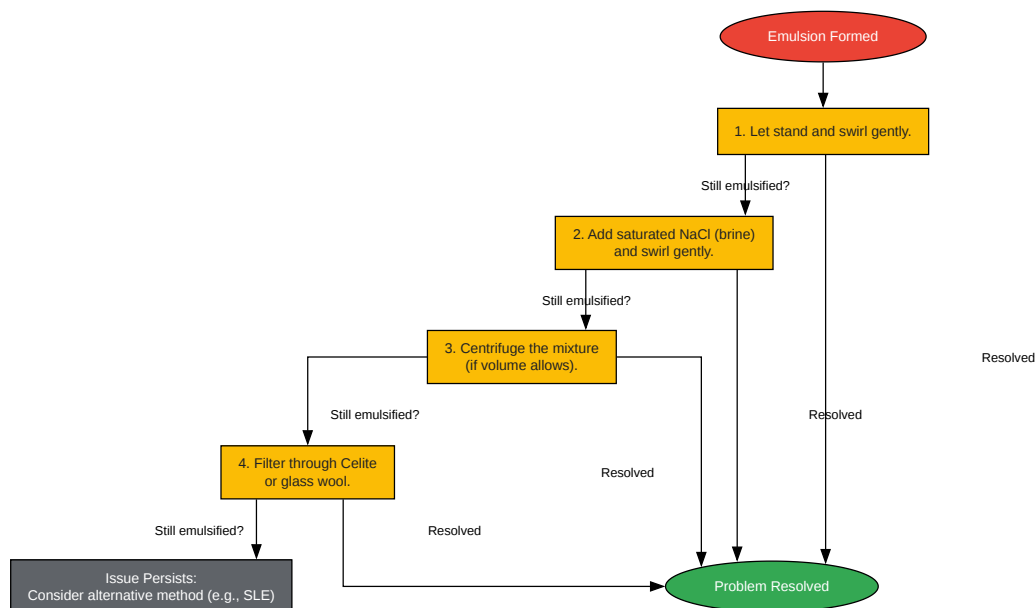 Emulsion Formed
1. Let stand and swirl gently.
Still emulsified?
2. Add saturated NaCl (brine)
and swirl gently.
Still emulsified?
3. Centrifuge the mixture
(if volume allows).
Resolved
Still emulsified?
Resolved
4. Filter through Celite
or glass wool.
Resolved
Still emulsified?
Resolved
Issue Persists:
Consider alternative method (e.g., SLE)
Problem Resolved